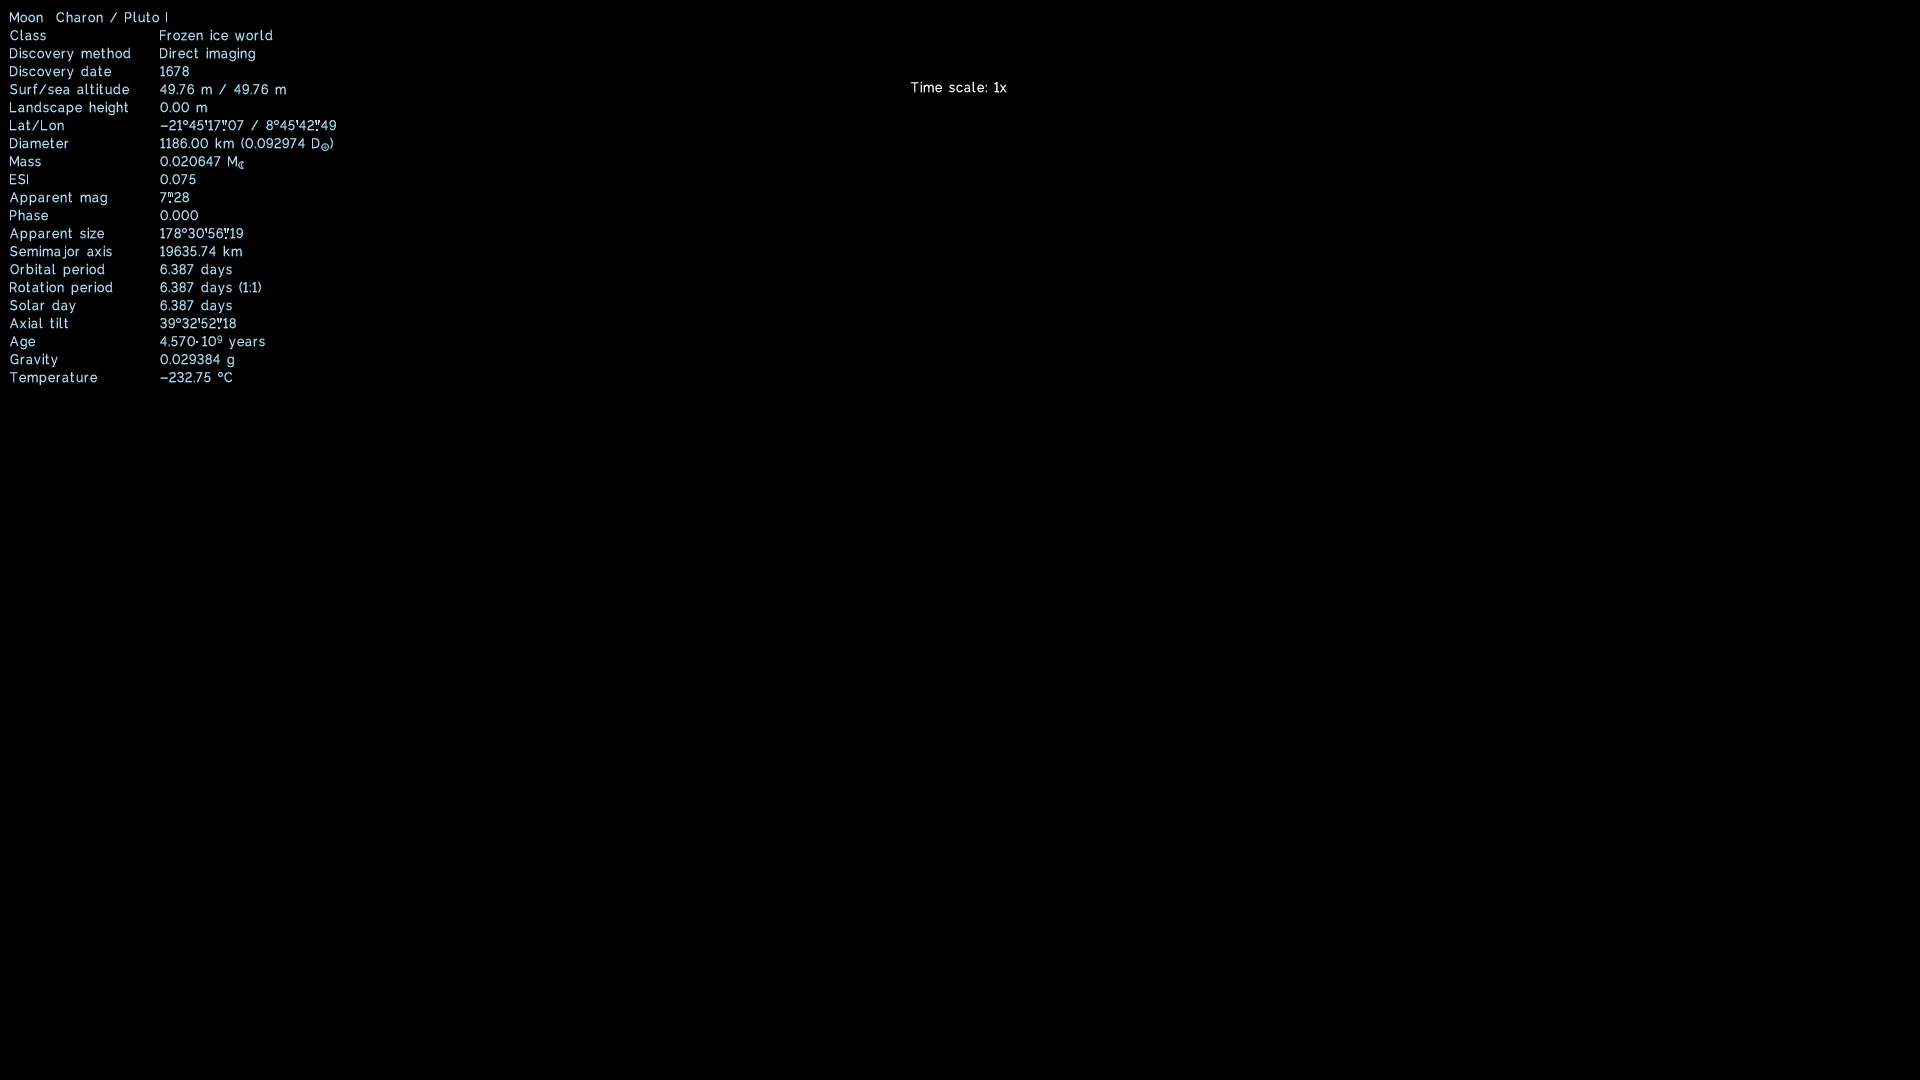 Moon Charon / Pluto I
Class Frozen ice world
Discovery method Direct imaging
Discovery date 1678
Surf/sea altitude 49.76 m / 49.76 m
Landscape height 0.00 m
Lat/Lon −21°45'17".07 / 8°45'42".49
Diameter 1186.00 km (0.092974 D⊕)
Mass 0.020647 M☾
ESI 0.075
Apparent mag 7ᵐ.28
Phase 0.000
Apparent size 178°30'56".19
Semimajor axis 19635.74 km
Orbital period 6.387 days
Rotation period 6.387 days (1:1)
Solar day 6.387 days
Axial tilt 39°32'52".18
Age 4.570·10⁹ years
Gravity 0.029384 g
Temperature −232.75 °C
Time scale: 1x